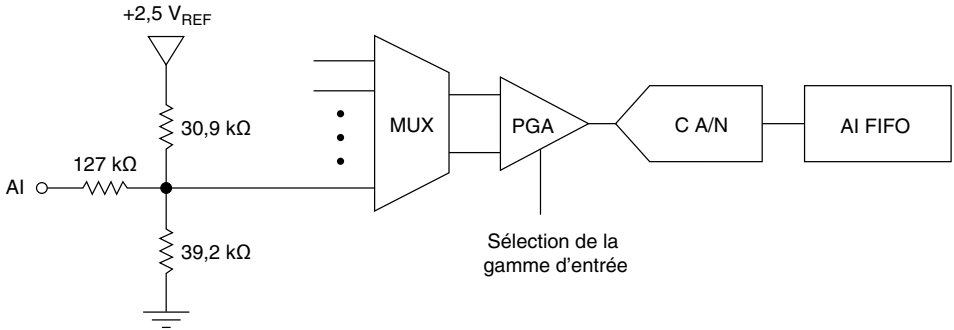 +2,5 VREF
30,9 kΩ
127 kΩ
AI
39,2 kΩ
MUX
PGA
C A/N
AI FIFO
Sélection de la
gamme d'entrée